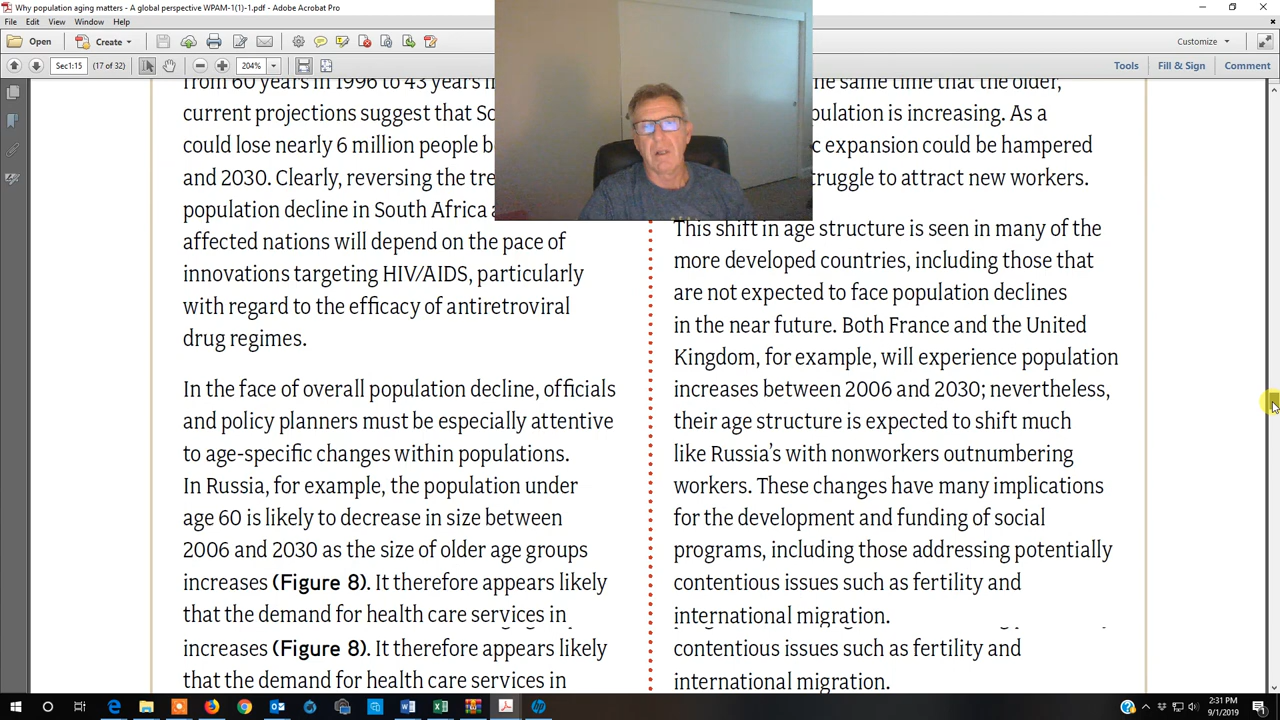 Why population aging matters - A global perspective WPAM-1(1)-1.pdf - Adobe Acrobat Pro
File Edit View Window Help
Open Create Customize
Sec1:15 (17 of 32) 204% Tools Fill & Sign Comment
from 60 years in 1996 to 43 years
current projections suggest that So
could lose nearly 6 million people b
and 2030. Clearly, reversing the tre
population decline in South Africa a
affected nations will depend on the pace of
innovations targeting HIV/AIDS, particularly
with regard to the efficacy of antiretroviral
drug regimes.
In the face of overall population decline, officials
and policy planners must be especially attentive
to age-specific changes within populations.
In Russia, for example, the population under
age 60 is likely to decrease in size between
2006 and 2030 as the size of older age groups
increases (Figure 8). It therefore appears likely
that the demand for health care services in
increases (Figure 8). It therefore appears likely
that the demand for health care services in
me same time that the older,
pulation is increasing. As a
c expansion could be hampered
truggle to attract new workers.
This shift in age structure is seen in many of the
more developed countries, including those that
are not expected to face population declines
in the near future. Both France and the United
Kingdom, for example, will experience population
increases between 2006 and 2030; nevertheless,
their age structure is expected to shift much
like Russia's with nonworkers outnumbering
workers. These changes have many implications
for the development and funding of social
programs, including those addressing potentially
contentious issues such as fertility and
international migration.
contentious issues such as fertility and
international migration.
2:31 PM
9/1/2019